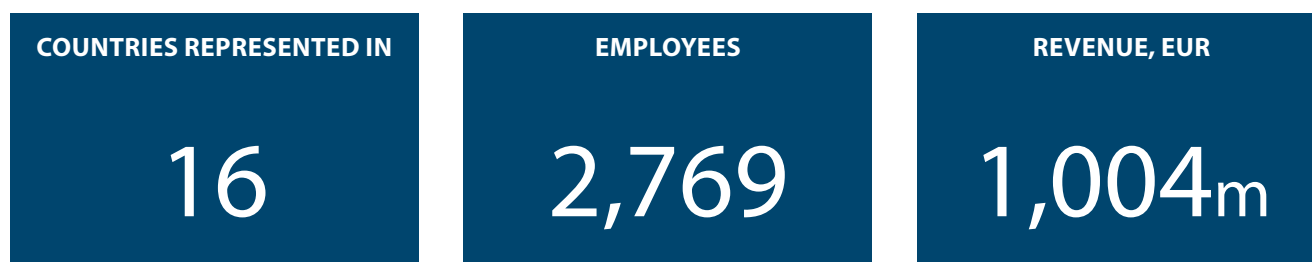 COUNTRIES REPRESENTED IN
16
EMPLOYEES
2,769
REVENUE, EUR
1,004m